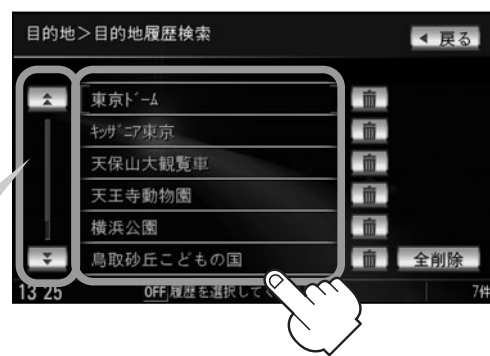 目的地>目的地履歴検索
戻る
東京ﾄﾞｰﾑ
ｷｯｻﾞﾆｱ東京
天保山大観覧車
天王寺動物園
横浜公園
鳥取砂丘こどもの国
全削除
13 25
OFF 履歴を選択して
7件